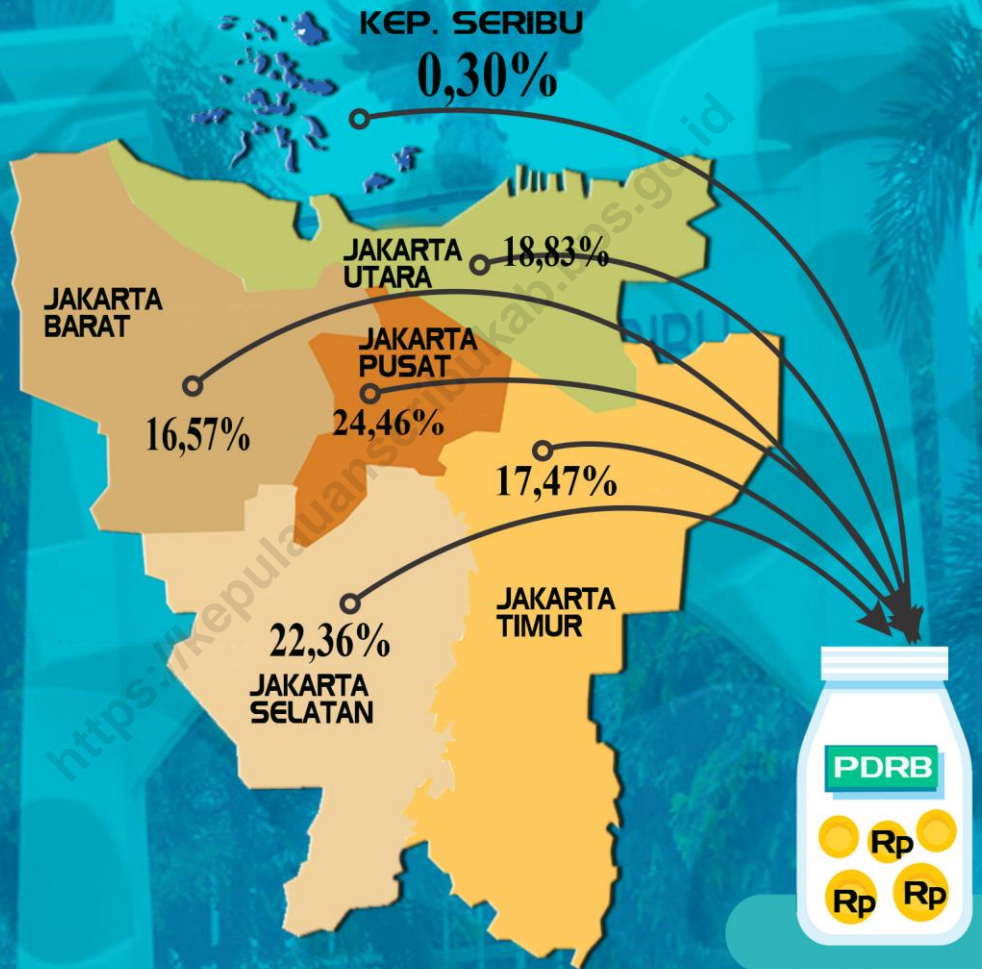 KEP. SERIBU
0,30%
JAKARTA
UTARA
18,83%
JAKARTA
BARAT
16,57%
JAKARTA
PUSAT
24,46%
17,47%
JAKARTA
TIMUR
22,36%
JAKARTA
SELATAN
PDRB
Rp
Rp
Rp
https://kepulauanseribukab.bps.go.id